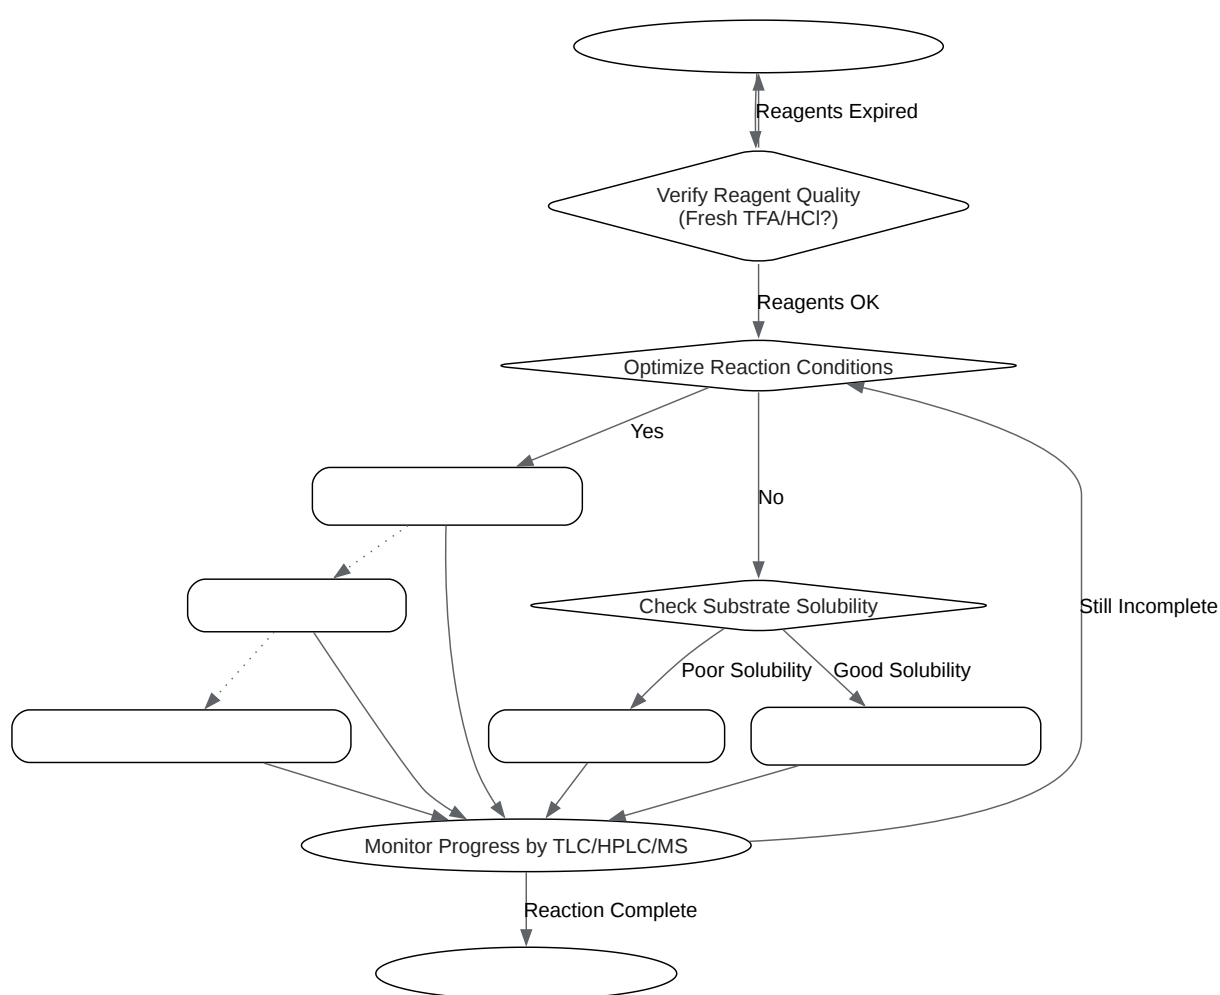 Reagents Expired
Verify Reagent Quality
(Fresh TFA/HCl?)
Reagents OK
Optimize Reaction Conditions
Yes
No
Check Substrate Solubility
Still Incomplete
Poor Solubility
Good Solubility
Monitor Progress by TLC/HPLC/MS
Reaction Complete